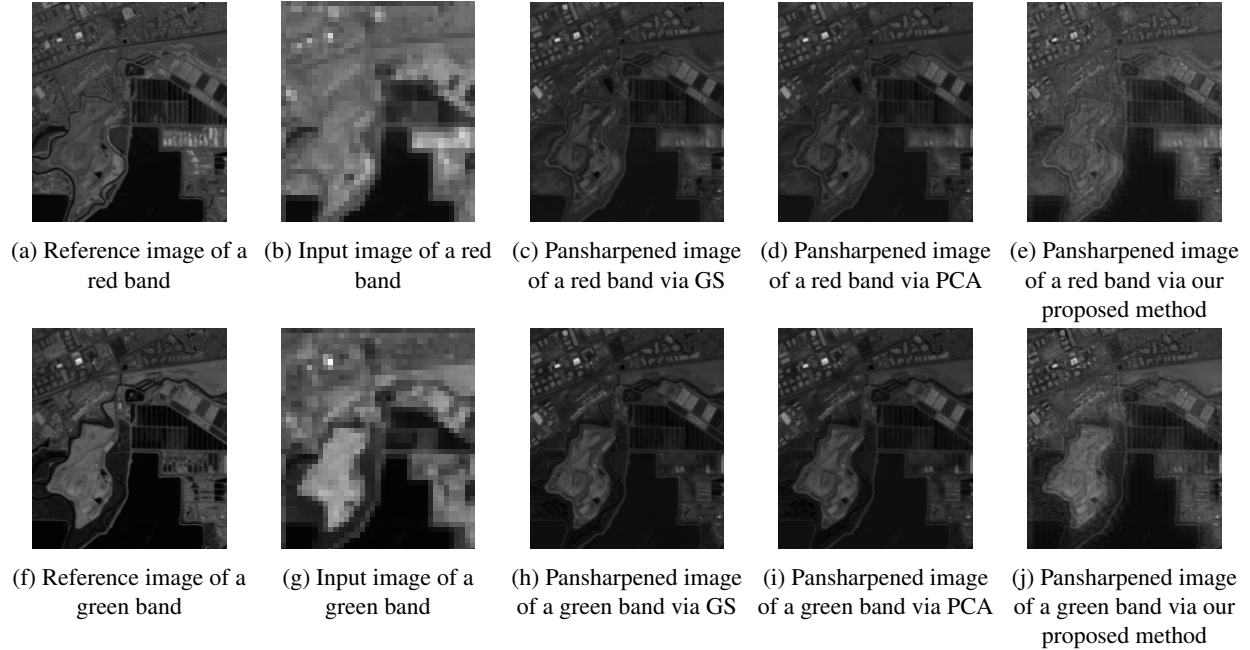 (a) Reference image of a
red band
(b) Input image of a red
band
(c) Pansharpened image
of a red band via GS
(d) Pansharpened image
of a red band via PCA
(e) Pansharpened image
of a red band via our
proposed method
(f) Reference image of a
green band
(g) Input image of a
green band
(h) Pansharpened image
of a green band via GS
(i) Pansharpened image
of a green band via PCA
(j) Pansharpened image
of a green band via our
proposed method